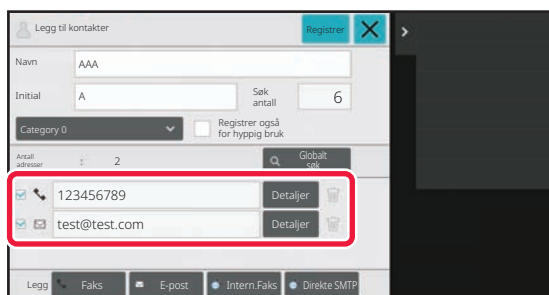 Legg til kontakter
Registrer
Navn
AAA
Initial
A
Søk
antall
6
Category 0
Registrer også
for hyppig bruk
Antall
adresser
:
2
Globalt
søk
123456789
Detaljer
test@test.com
Detaljer
Legg
Faks
E-post
Intern.Faks
Direkte SMTP